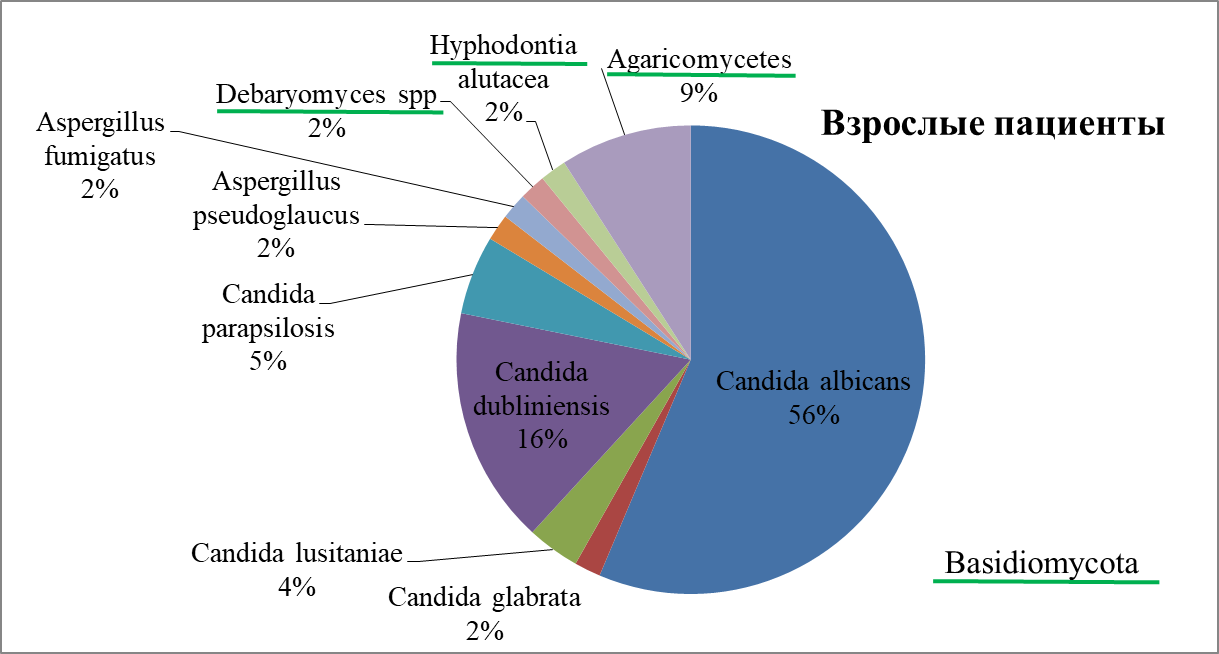 Взрослые пациенты
Hyphodontia
alutacea
2%
Agaricomycetes
9%
Debaryomyces spp
2%
Aspergillus
fumigatus
2%
Aspergillus
pseudoglaucus
2%
Candida
parapsilosis
5%
Candida
dubliniensis
16%
Candida albicans
56%
Candida lusitaniae
4%
Candida glabrata
2%
Basidiomycota